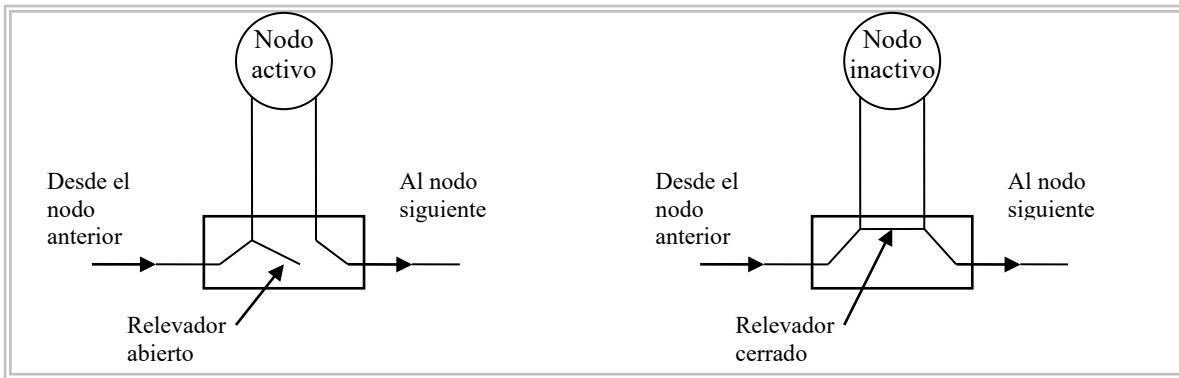 Nodo
activo
Desde el
nodo
anterior
Al nodo
siguiente
Relevador
abierto
Nodo
inactivo
Desde el
nodo
anterior
Al nodo
siguiente
Relevador
cerrado